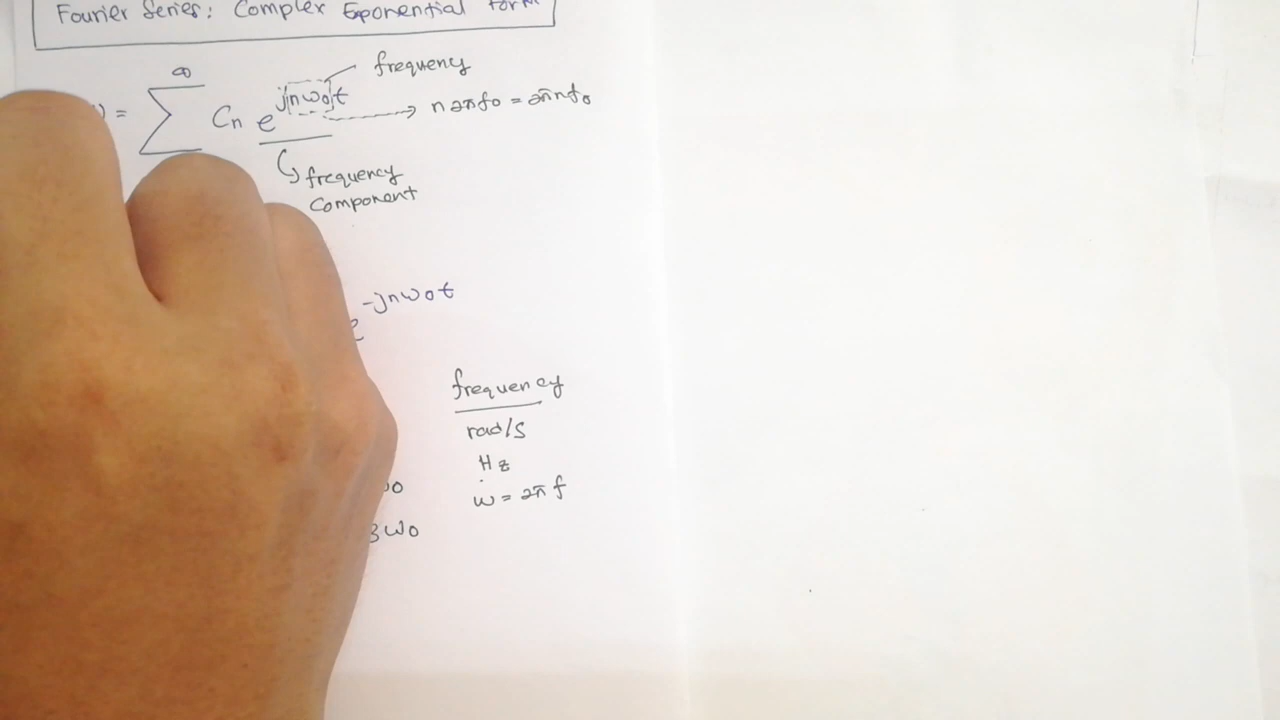 Fourier Series: Complex Exponential Form
) = ∞ ∑ Cn e^jnω0t
frequency
n2πf0 = 2πnf0
frequency
Component
e^-jnω0t
frequency
rad/s
Hz
ω = 2πf
ω0
3ω0